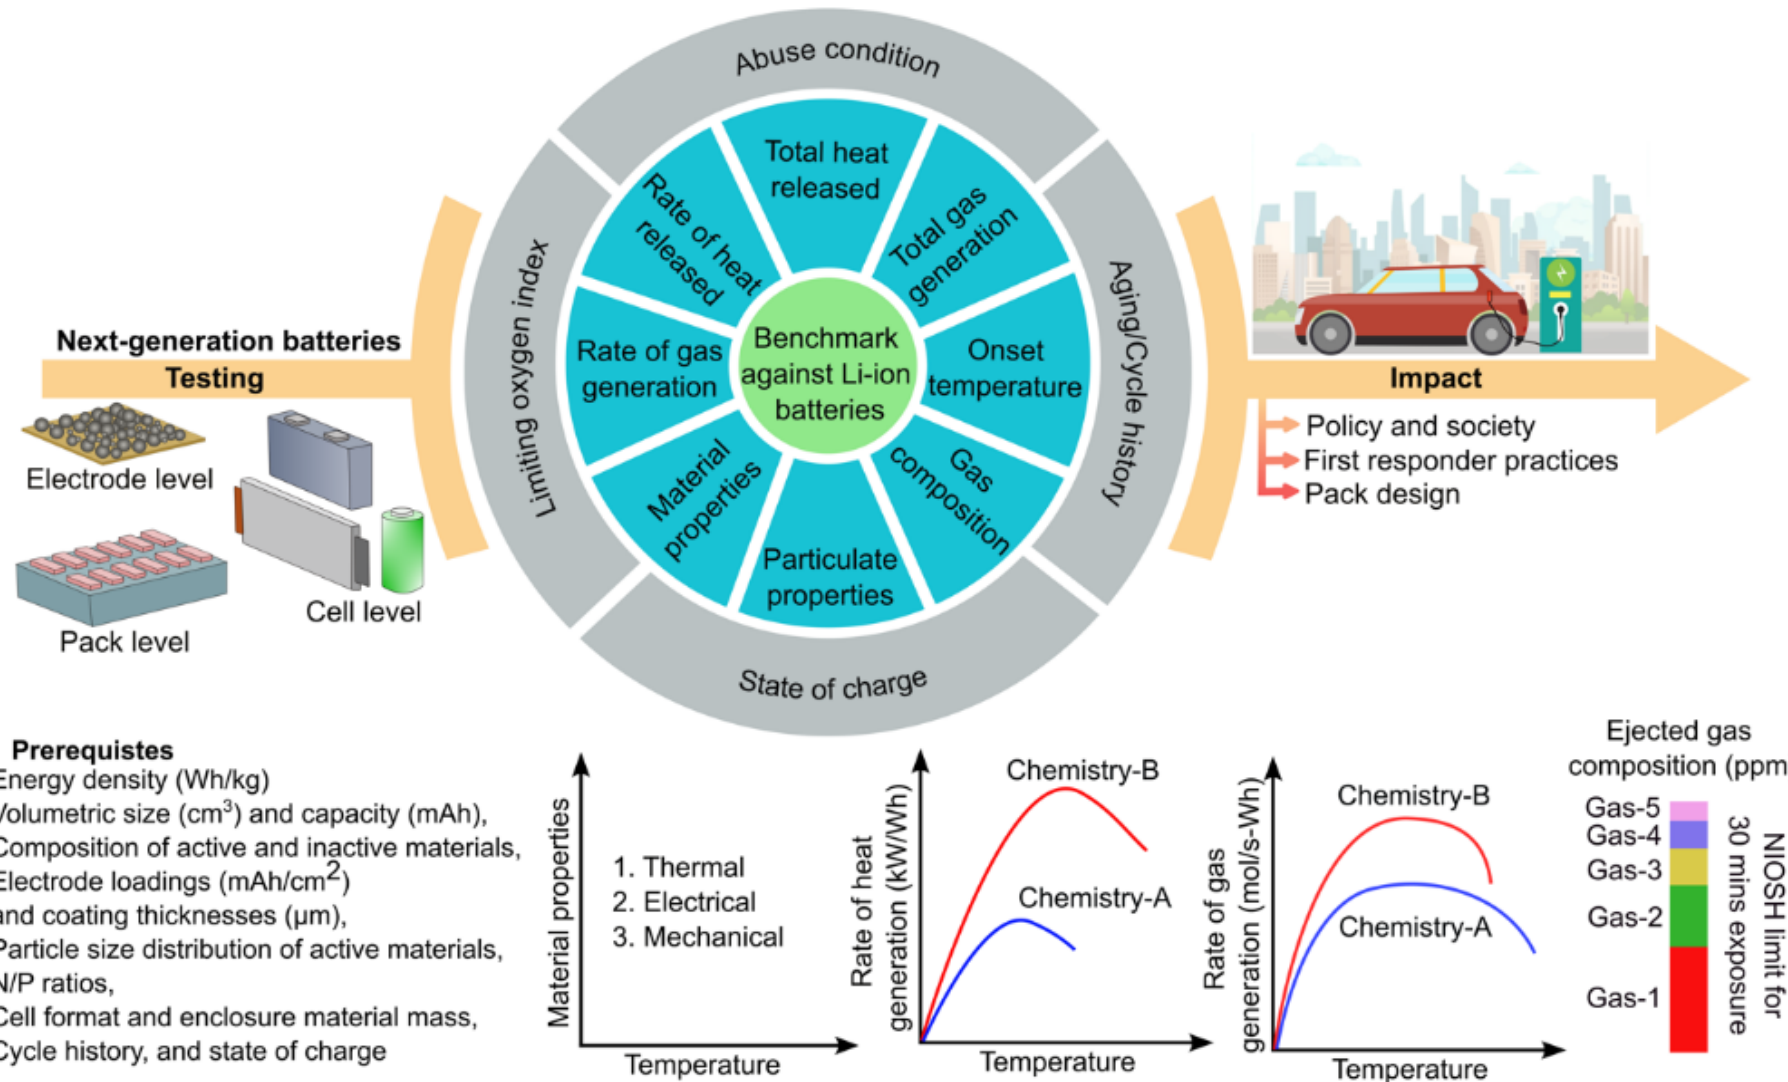 Abuse condition
Total heat
released
Rate of heat
released
Total gas
generation
Limiting oxygen index
Aging/Cycle history
Next-generation batteries
Testing
Rate of gas
generation
Benchmark
against Li-ion
batteries
Onset
temperature
Impact
Policy and society
First responder practices
Pack design
Electrode level
Material
properties
Gas
composition
Particulate
properties
Cell level
Pack level
State of charge
Prerequistes
Energy density (Wh/kg)
Volumetric size (cm³) and capacity (mAh),
Composition of active and inactive materials,
Electrode loadings (mAh/cm²)
and coating thicknesses (μm),
Particle size distribution of active materials,
N/P ratios,
Cell format and enclosure material mass,
Cycle history, and state of charge
Material properties
1. Thermal
2. Electrical
3. Mechanical
Temperature
Rate of heat
generation (kW/Wh)
Chemistry-B
Chemistry-A
Temperature
Rate of gas
generation (mol/s-Wh)
Chemistry-B
Chemistry-A
Temperature
Ejected gas
composition (ppm
Gas-5
Gas-4
Gas-3
Gas-2
Gas-1
NIOSH limit for
30 mins exposure